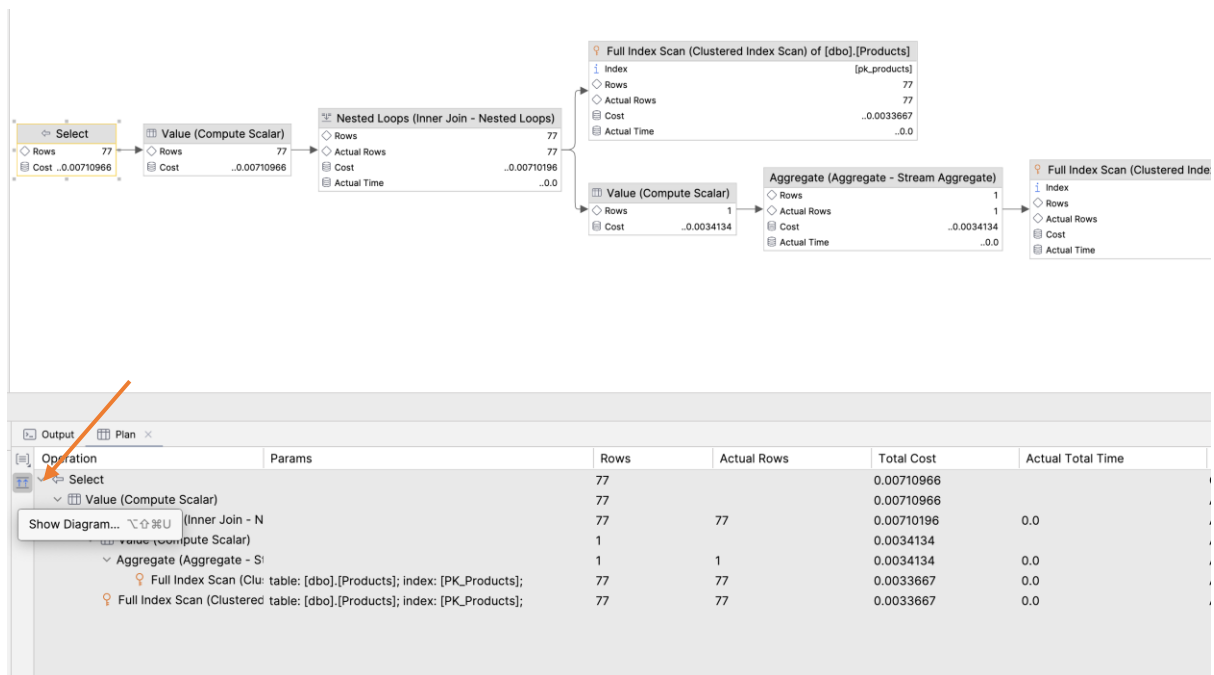 Full Index Scan (Clustered Index Scan) of [dbo].[Products]
Index [pk_products]
Rows 77
Actual Rows 77
Cost ..0.0033667
Actual Time ..0.0
Select
Rows 77
Cost ..0.00710966
Value (Compute Scalar)
Rows 77
Cost ..0.00710966
Nested Loops (Inner Join - Nested Loops)
Rows 77
Actual Rows 77
Cost ..0.00710196
Actual Time ..0.0
Value (Compute Scalar)
Rows 1
Cost ..0.0034134
Aggregate (Aggregate - Stream Aggregate)
Rows 1
Actual Rows 1
Cost ..0.0034134
Actual Time ..0.0
Full Index Scan (Clustered Inde
Index
Rows
Actual Rows
Cost
Actual Time
Output Plan
Operation Params Rows Actual Rows Total Cost Actual Total Time
Select 77 0.00710966
Value (Compute Scalar) 77 0.00710966
(Inner Join - N 77 77 0.00710196 0.0
Show Diagram... ⌥⇧⌘U
Value (Compute Scalar) 1 0.0034134
Aggregate (Aggregate - St 1 1 0.0034134 0.0
Full Index Scan (Clu: table: [dbo].[Products]; index: [PK_Products]; 77 77 0.0033667 0.0
Full Index Scan (Clustered table: [dbo].[Products]; index: [PK_Products]; 77 77 0.0033667 0.0